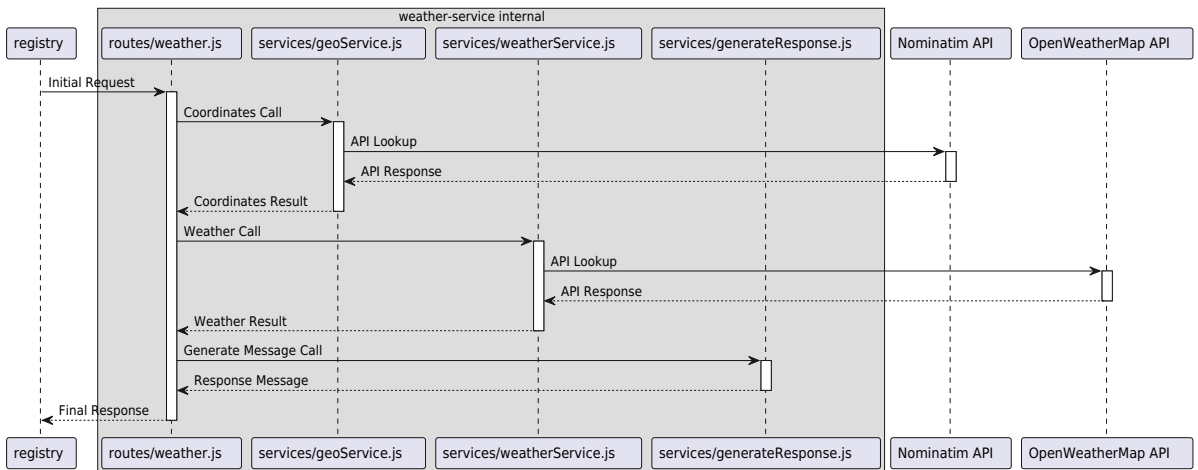 weather-service internal
registry
routes/weather.js
services/geoService.js
services/weatherService.js
services/generateResponse.js
Nominatim API
OpenWeatherMap API
Initial Request
Coordinates Call
API Lookup
API Response
Coordinates Result
Weather Call
API Lookup
API Response
Weather Result
Generate Message Call
Response Message
Final Response
registry
routes/weather.js
services/geoService.js
services/weatherService.js
services/generateResponse.js
Nominatim API
OpenWeatherMap API